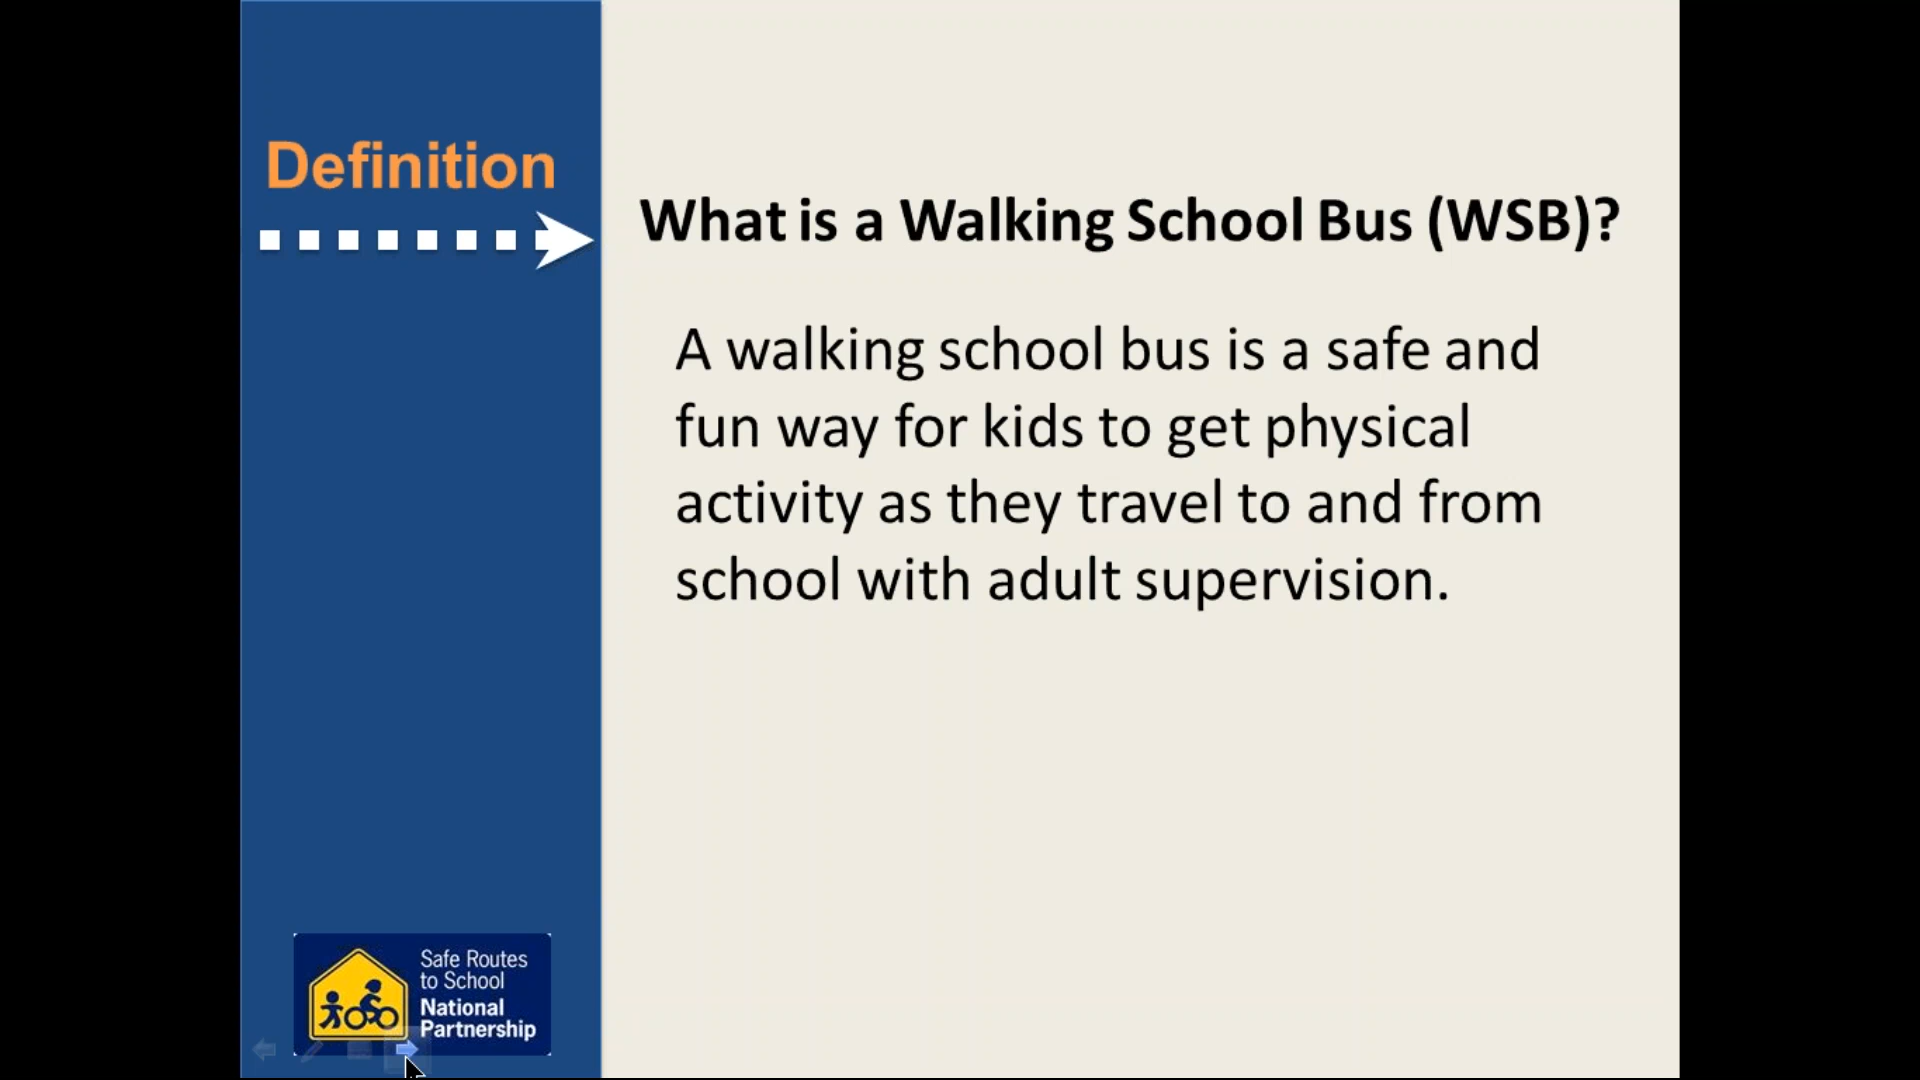 Definition
What is a Walking School Bus (WSB)?
A walking school bus is a safe and
fun way for kids to get physical
activity as they travel to and from
school with adult supervision.
Safe Routes
to School
National
Partnership